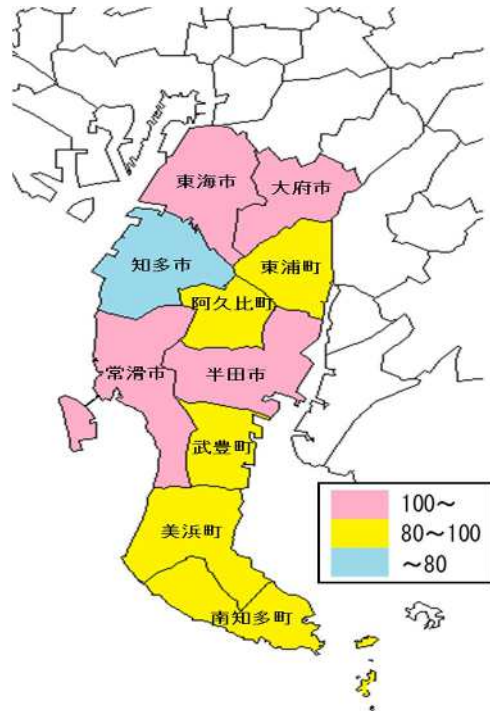 東海市
大府市
知多市
東浦町
阿久比町
常滑市
半田市
武豊町
美浜町
南知多町
100～
80～100
～80